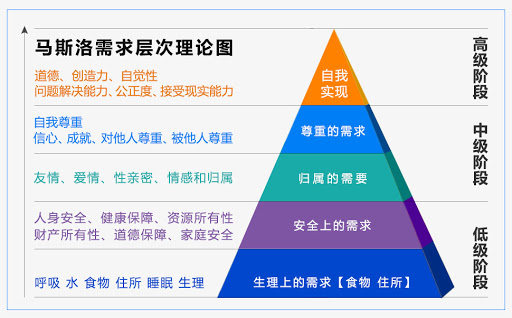 马斯洛需求层次理论图
道德、创造力、自觉性
问题解决能力、公正度、接受现实能力
自我
实现
高级阶段
自我尊重
信心、成就、对他人尊重、被他人尊重
尊重的需求
中级阶段
友情、爱情、性亲密、情感和归属
归属的需要
人身安全、健康保障、资源所有性
财产所有性、道德保障、家庭安全
安全上的需求
低级阶段
呼吸 水 食物 住所 睡眠 生理
生理上的需求【食物 住所】